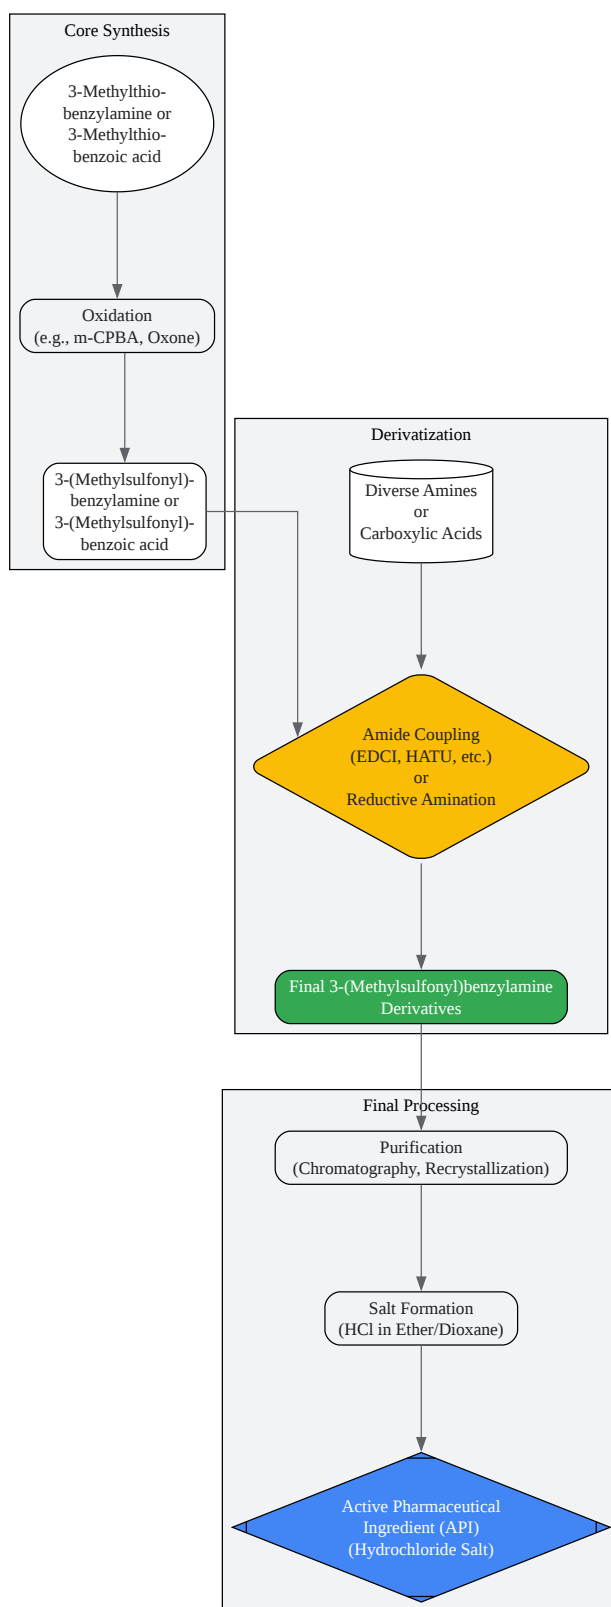 Core Synthesis
3-Methylthio-
benzylamine or
3-Methylthio-
benzoic acid
Oxidation
(e.g., m-CPBA, Oxone)
3-(Methylsulfonyl)-
benzylamine or
3-(Methylsulfonyl)-
benzoic acid
Derivatization
Diverse Amines
or
Carboxylic Acids
Amide Coupling
(EDCI, HATU, etc.)
or
Reductive Amination
Final 3-(Methylsulfonyl)benzylamine
Derivatives
Final Processing
Purification
(Chromatography, Recrystallization)
Salt Formation
(HCl in Ether/Dioxane)
Active Pharmaceutical
Ingredient (API)
(Hydrochloride Salt)